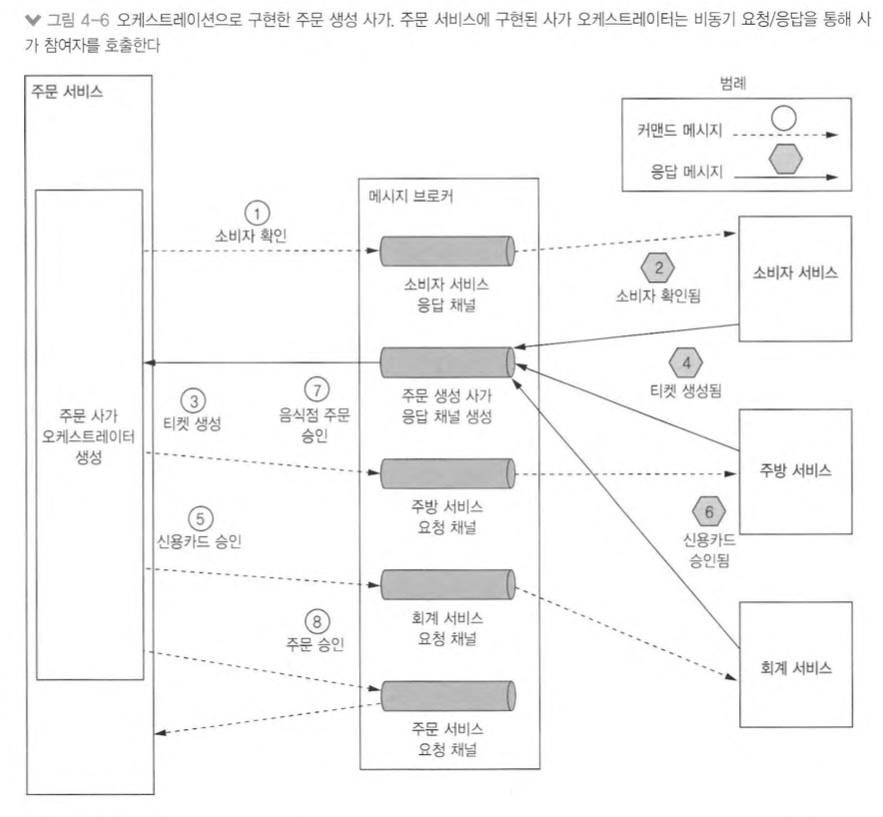 그림 4-6 오케스트레이션으로 구현한 주문 생성 사가. 주문 서비스에 구현된 사가 오케스트레이터는 비동기 요청/응답을 통해 사
가 참여자를 호출한다
주문 서비스
범례
커맨드 메시지
응답 메시지
메시지 브로커
1
소비자 확인
소비자 서비스
응답 채널
2
소비자 확인됨
소비자 서비스
주문 사가
오케스트레이터
생성
3
티켓 생성
7
음식점 주문
승인
주문 생성 사가
응답 채널 생성
4
티켓 생성됨
주방 서비스
요청 채널
주방 서비스
5
신용카드 승인
6
신용카드
승인됨
회계 서비스
요청 채널
8
주문 승인
회계 서비스
주문 서비스
요청 채널